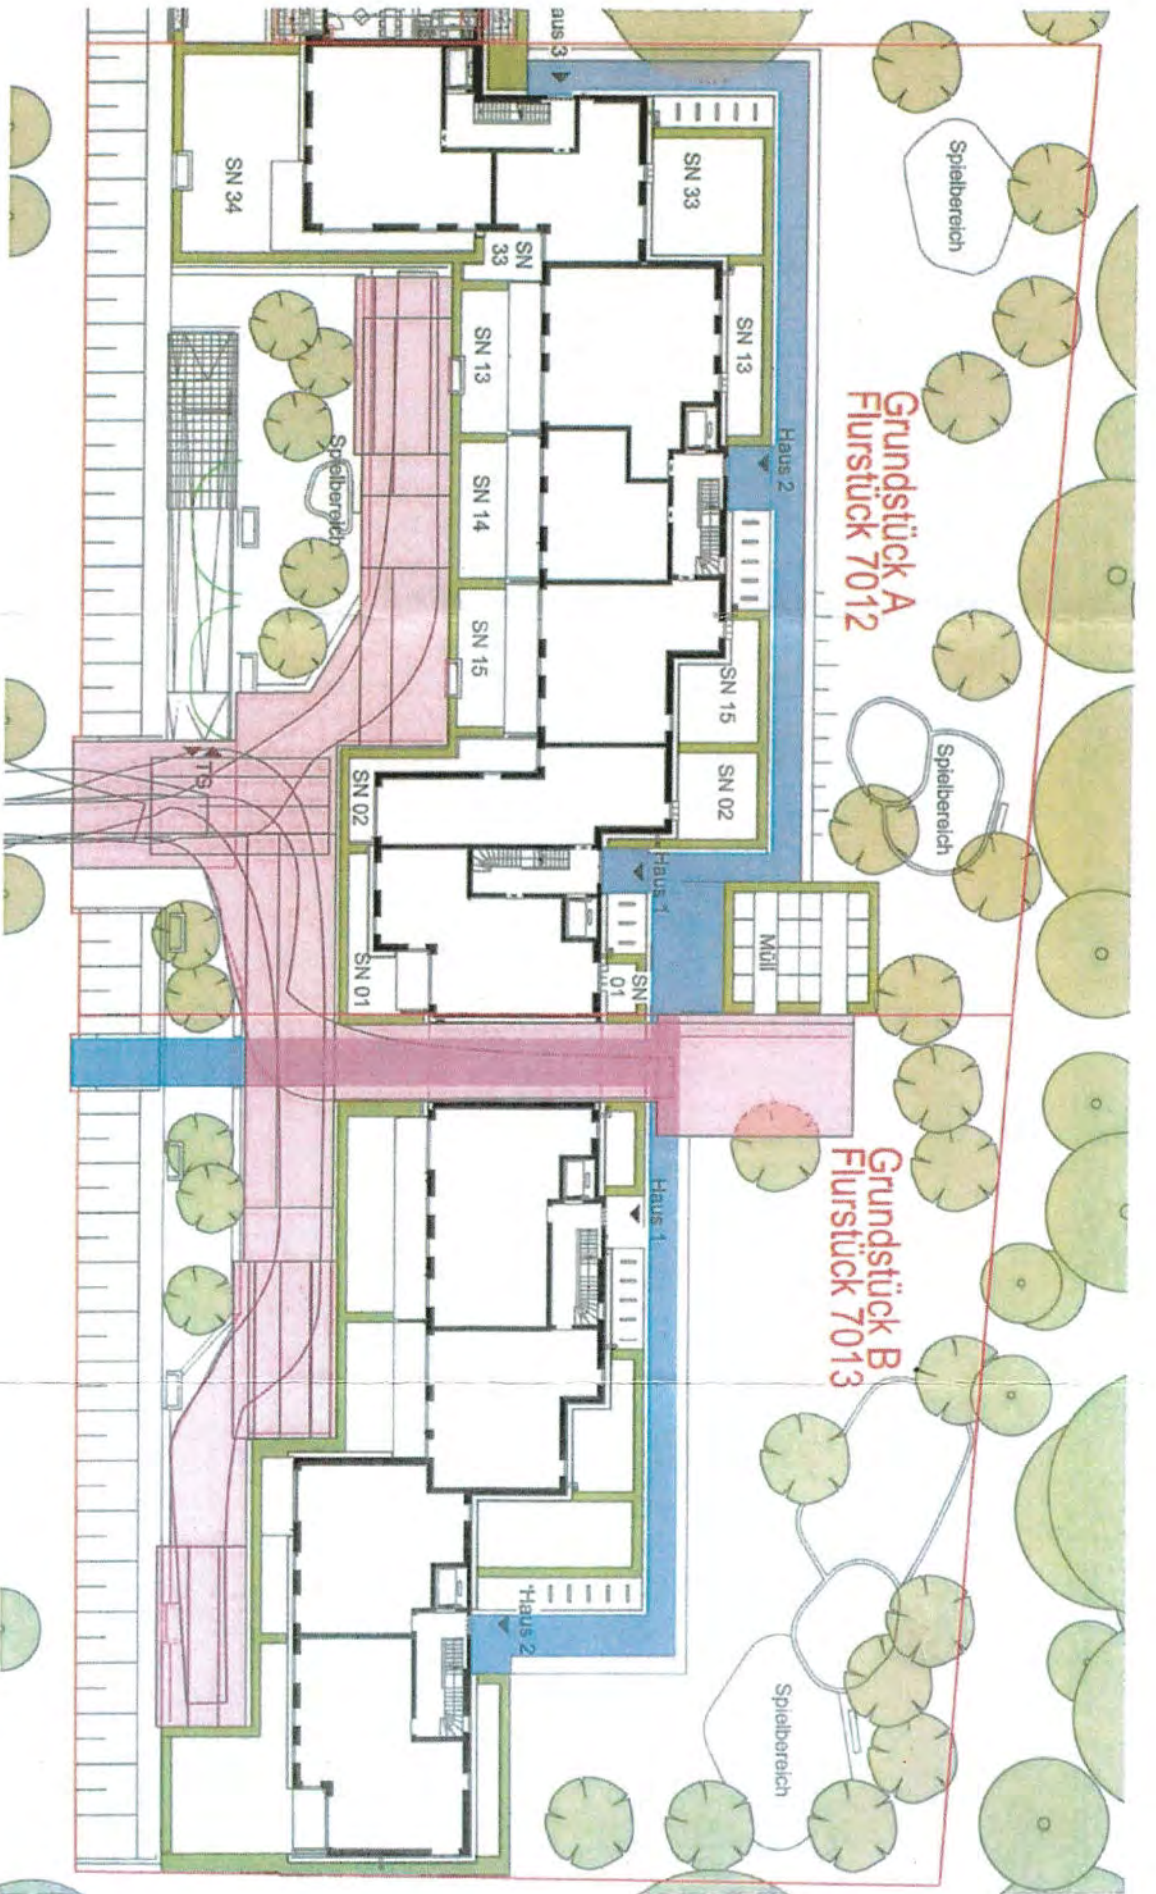 aus 3
Spielbereich
SN 34
SN 33
SN
33
SN 13
SN 13
Haus 2
Grundstück A
Flurstück 7012
Spielbereich
SN 14
SN 15
SN 15
Spielbereich
TG
SN 02
SN 02
Haus 1
Müll
SN 01
SN
01
Grundstück B
Flurstück 7013
Haus 1
Haus 2
Spielbereich